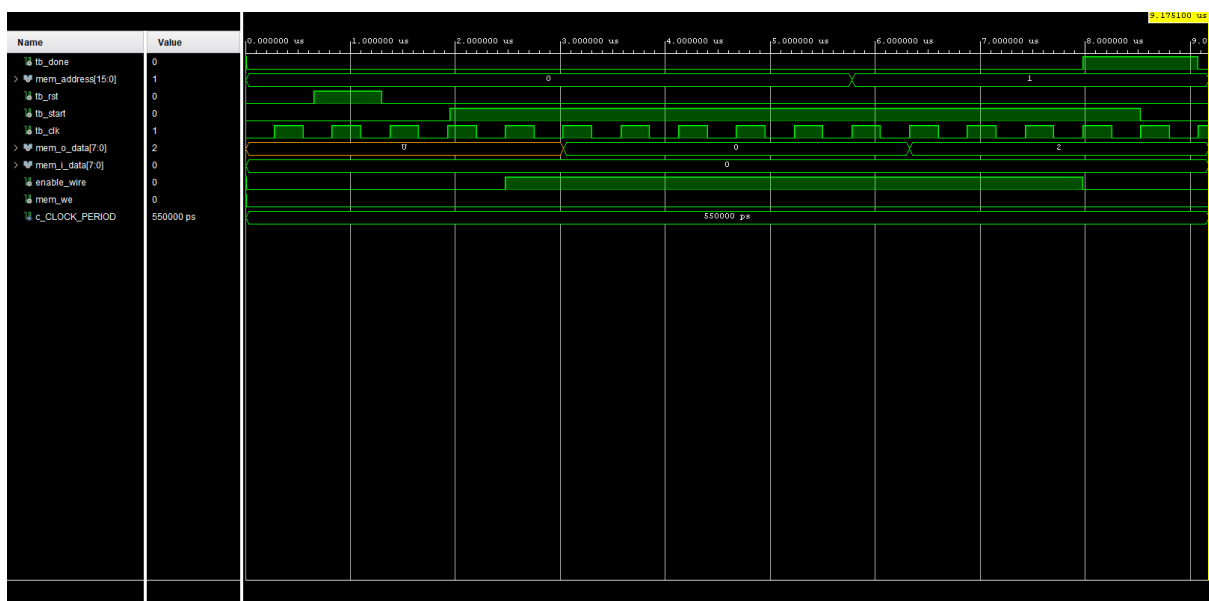 9.175100 us
Name Value 0.000000 us 1.000000 us 2.000000 us 3.000000 us 4.000000 us 5.000000 us 6.000000 us 7.000000 us 8.000000 us 9.0
tb_done 0
mem_address[15:0] 1 0 1
tb_rst 0
tb_start 0
tb_clk 1
mem_o_data[7:0] 2 U 0 2
mem_i_data[7:0] 0 0
enable_wire 0
mem_we 0
c_CLOCK_PERIOD 550000 ps 550000 ps